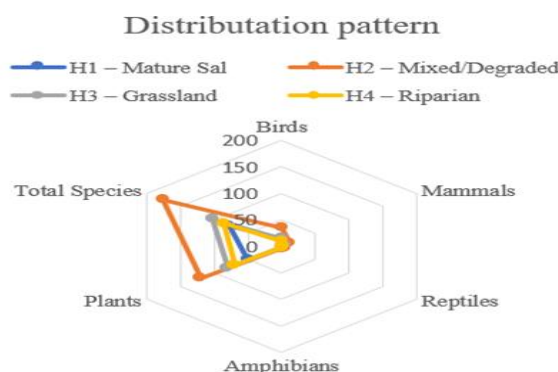 Distributation pattern
H1 – Mature Sal
H2 – Mixed/Degraded
H3 – Grassland
H4 – Riparian
Birds
200
150
100
50
0
Total Species
Mammals
Plants
Reptiles
Amphibians